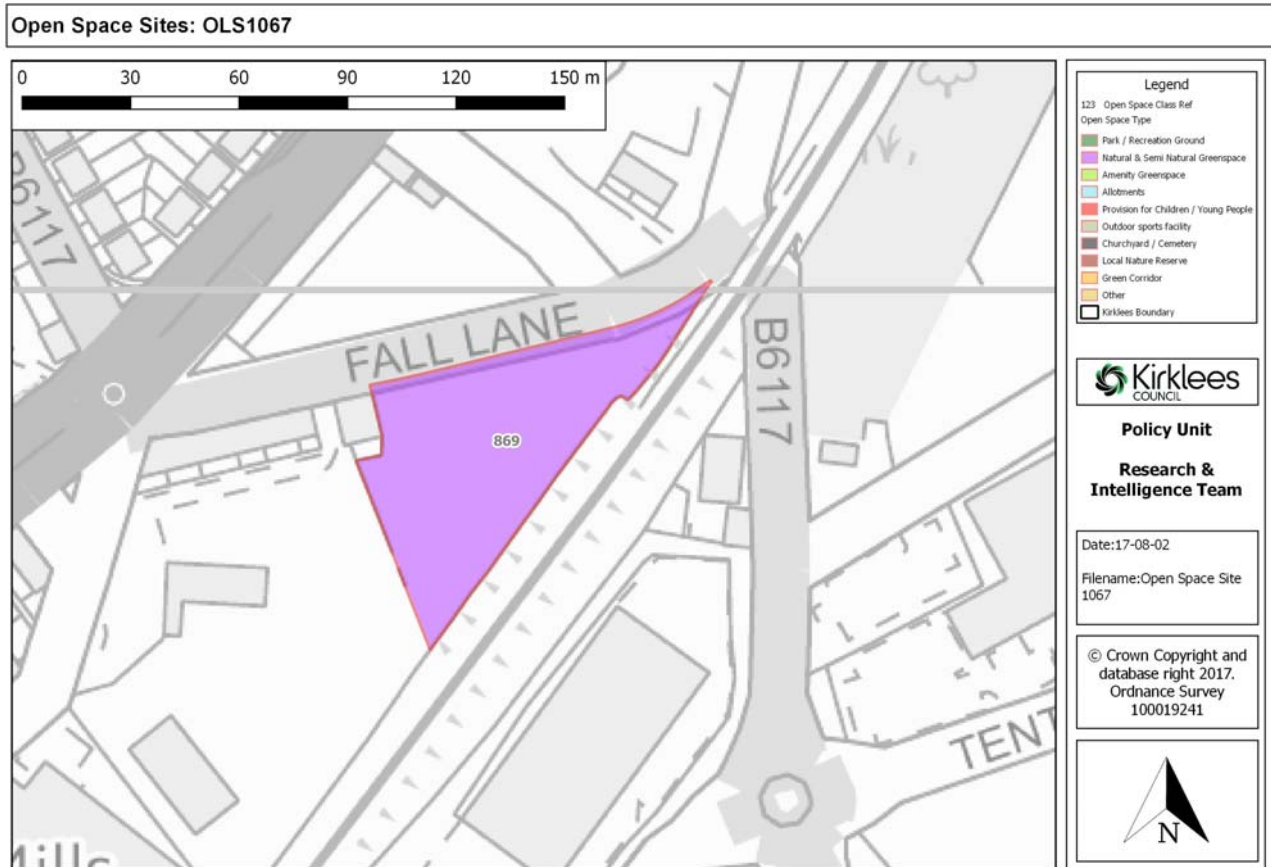 Open Space Sites: OLS1067
0 30 60 90 120 150 m
B6117
FALL LANE
B6117
869
TENT
Mills
Legend
123 Open Space Class Ref
Open Space Type
Park / Recreation Ground
Natural & Semi Natural Greenspace
Amenity Greenspace
Allotments
Provision for Children / Young People
Outdoor sports facility
Churchyard / Cemetery
Local Nature Reserve
Green Corridor
Other
Kirklees Boundary
Kirklees
COUNCIL
Policy Unit
Research &
Intelligence Team
Date:17-08-02
Filename:Open Space Site
1067
© Crown Copyright and
database right 2017.
Ordnance Survey
100019241
N